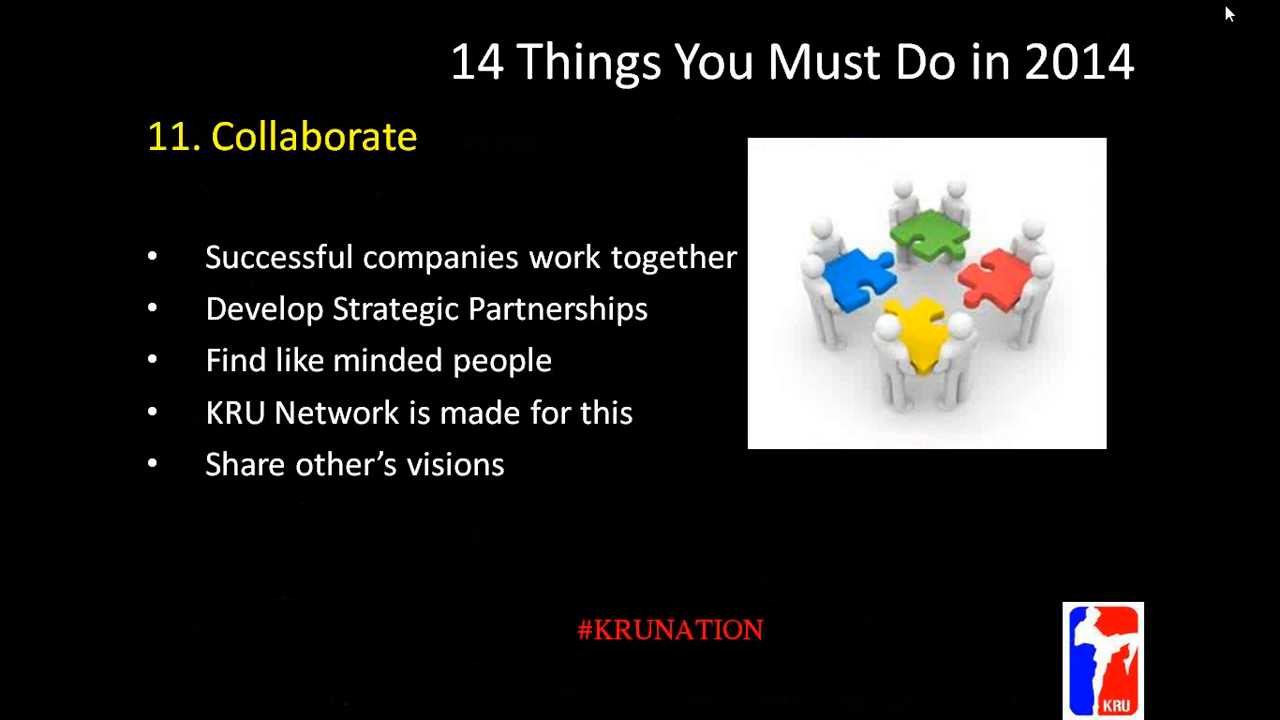 14 Things You Must Do in 2014
11. Collaborate
• Successful companies work together
• Develop Strategic Partnerships
• Find like minded people
• KRU Network is made for this
• Share other’s visions
#KRUNATION
KRU